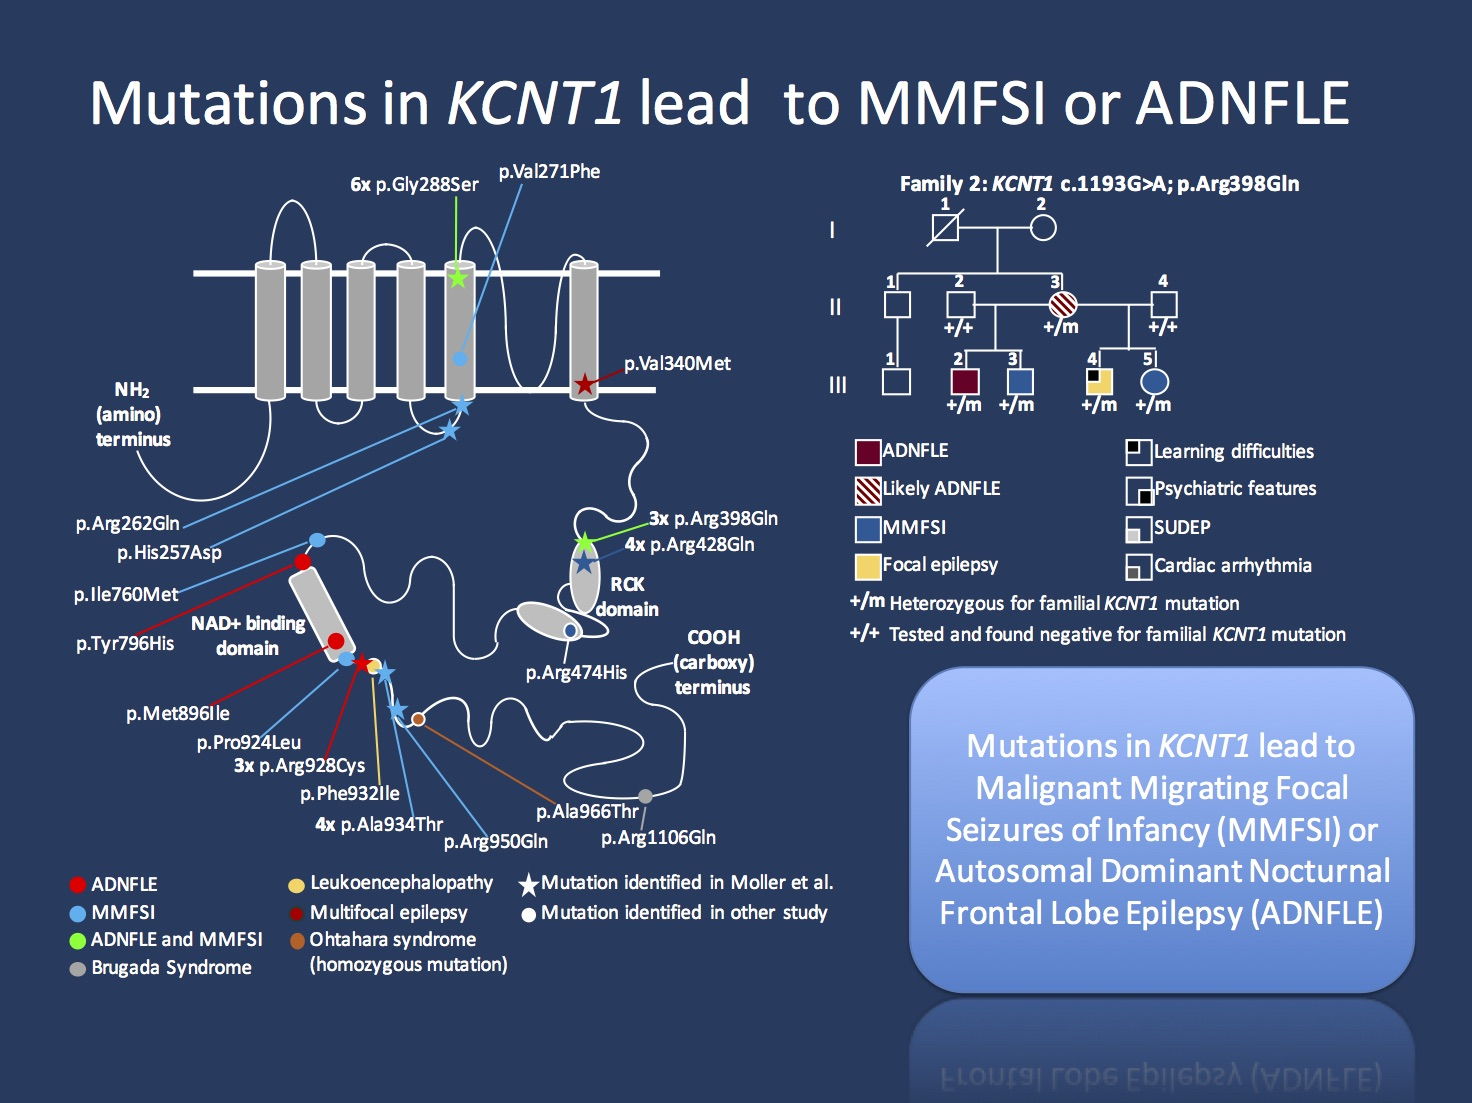 Mutations in KCNT1 lead  to MMFSI or ADNFLE
6x p.Gly288Ser
p.Val271Phe
p.Val340Met
NH₂
(amino)
terminus
p.Arg262Gln
p.His257Asp
p.Ile760Met
p.Tyr796His
NAD+ binding
domain
p.Met896Ile
p.Pro924Leu
3x p.Arg928Cys
p.Phe932Ile
4x p.Ala934Thr
p.Arg950Gln
p.Ala966Thr
p.Arg1106Gln
3x p.Arg398Gln
4x p.Arg428Gln
RCK
domain
p.Arg474His
COOH
(carboxy)
terminus
ADNFLE
MMFSI
ADNFLE and MMFSI
Brugada Syndrome
Leukoencephalopathy
Multifocal epilepsy
Ohtahara syndrome
(homozygous mutation)
Mutation identified in Moller et al.
Mutation identified in other study
Family 2: KCNT1 c.1193G>A; p.Arg398Gln
I
1 2
II
1 2 3 4
+/+ +/m +/+
III
1 2 3 4 5
+/m +/m +/m +/m
ADNFLE
Likely ADNFLE
MMFSI
Focal epilepsy
Learning difficulties
Psychiatric features
SUDEP
Cardiac arrhythmia
+/m Heterozygous for familial KCNT1 mutation
+/+ Tested and found negative for familial KCNT1 mutation
Mutations in KCNT1 lead to
Malignant Migrating Focal
Seizures of Infancy (MMFSI) or
Autosomal Dominant Nocturnal
Frontal Lobe Epilepsy (ADNFLE)